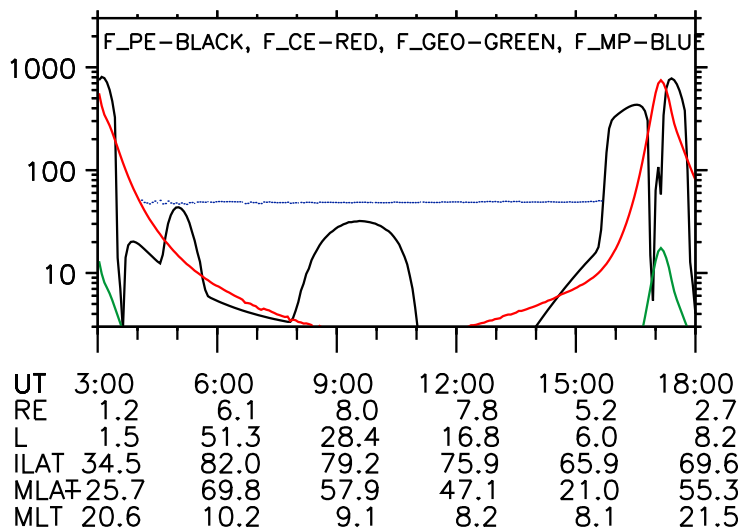 F_PE-BLACK, F_CE-RED, F_GEO-GREEN, F_MP-BLUE
1000
100
10
UT 3:00 6:00 9:00 12:00 15:00 18:00
RE 1.2 6.1 8.0 7.8 5.2 2.7
L 1.5 51.3 28.4 16.8 6.0 8.2
ILAT 34.5 82.0 79.2 75.9 65.9 69.6
MLAT-25.7 69.8 57.9 47.1 21.0 55.3
MLT 20.6 10.2 9.1 8.2 8.1 21.5